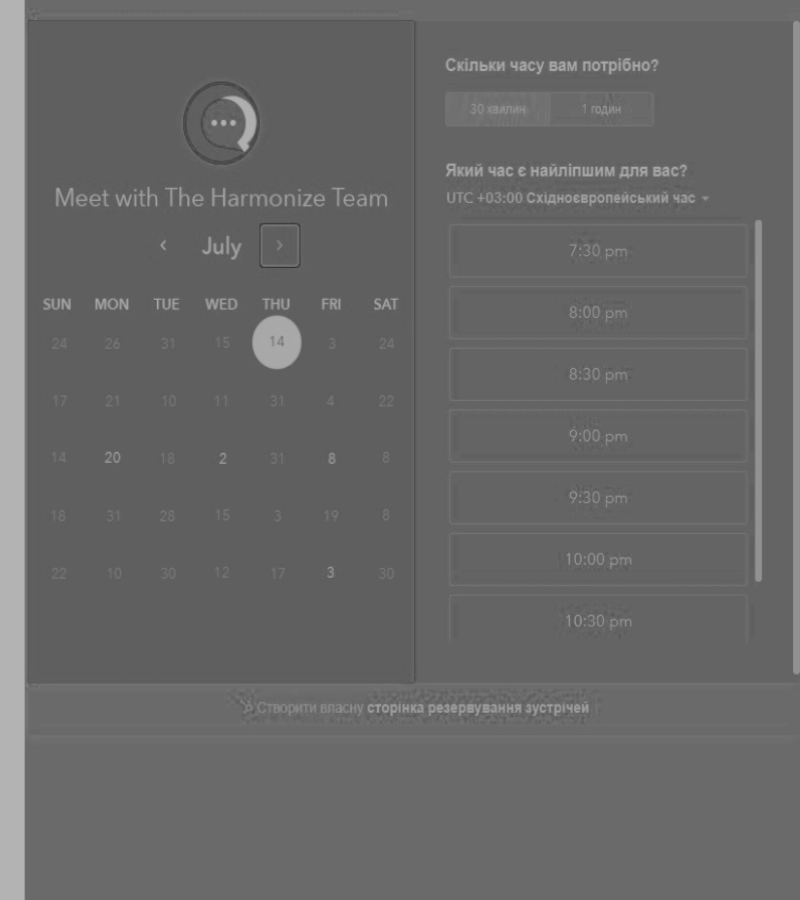 Meet with The Harmonize Team
July
SUN MON TUE WED THU FRI SAT
24 26 31 15 14 3 24
17 21 10 11 31 4 22
14 20 18 2 31 8 8
18 31 28 15 3 19 8
22 10 30 12 17 3 30
Скільки часу вам потрібно?
30 хвилин 1 годин
Який час є найліпшим для вас?
UTC +03:00 Східноєвропейський час
7:30 pm
8:00 pm
8:30 pm
9:00 pm
9:30 pm
10:00 pm
10:30 pm
Створити власну сторінка резервування зустрічей